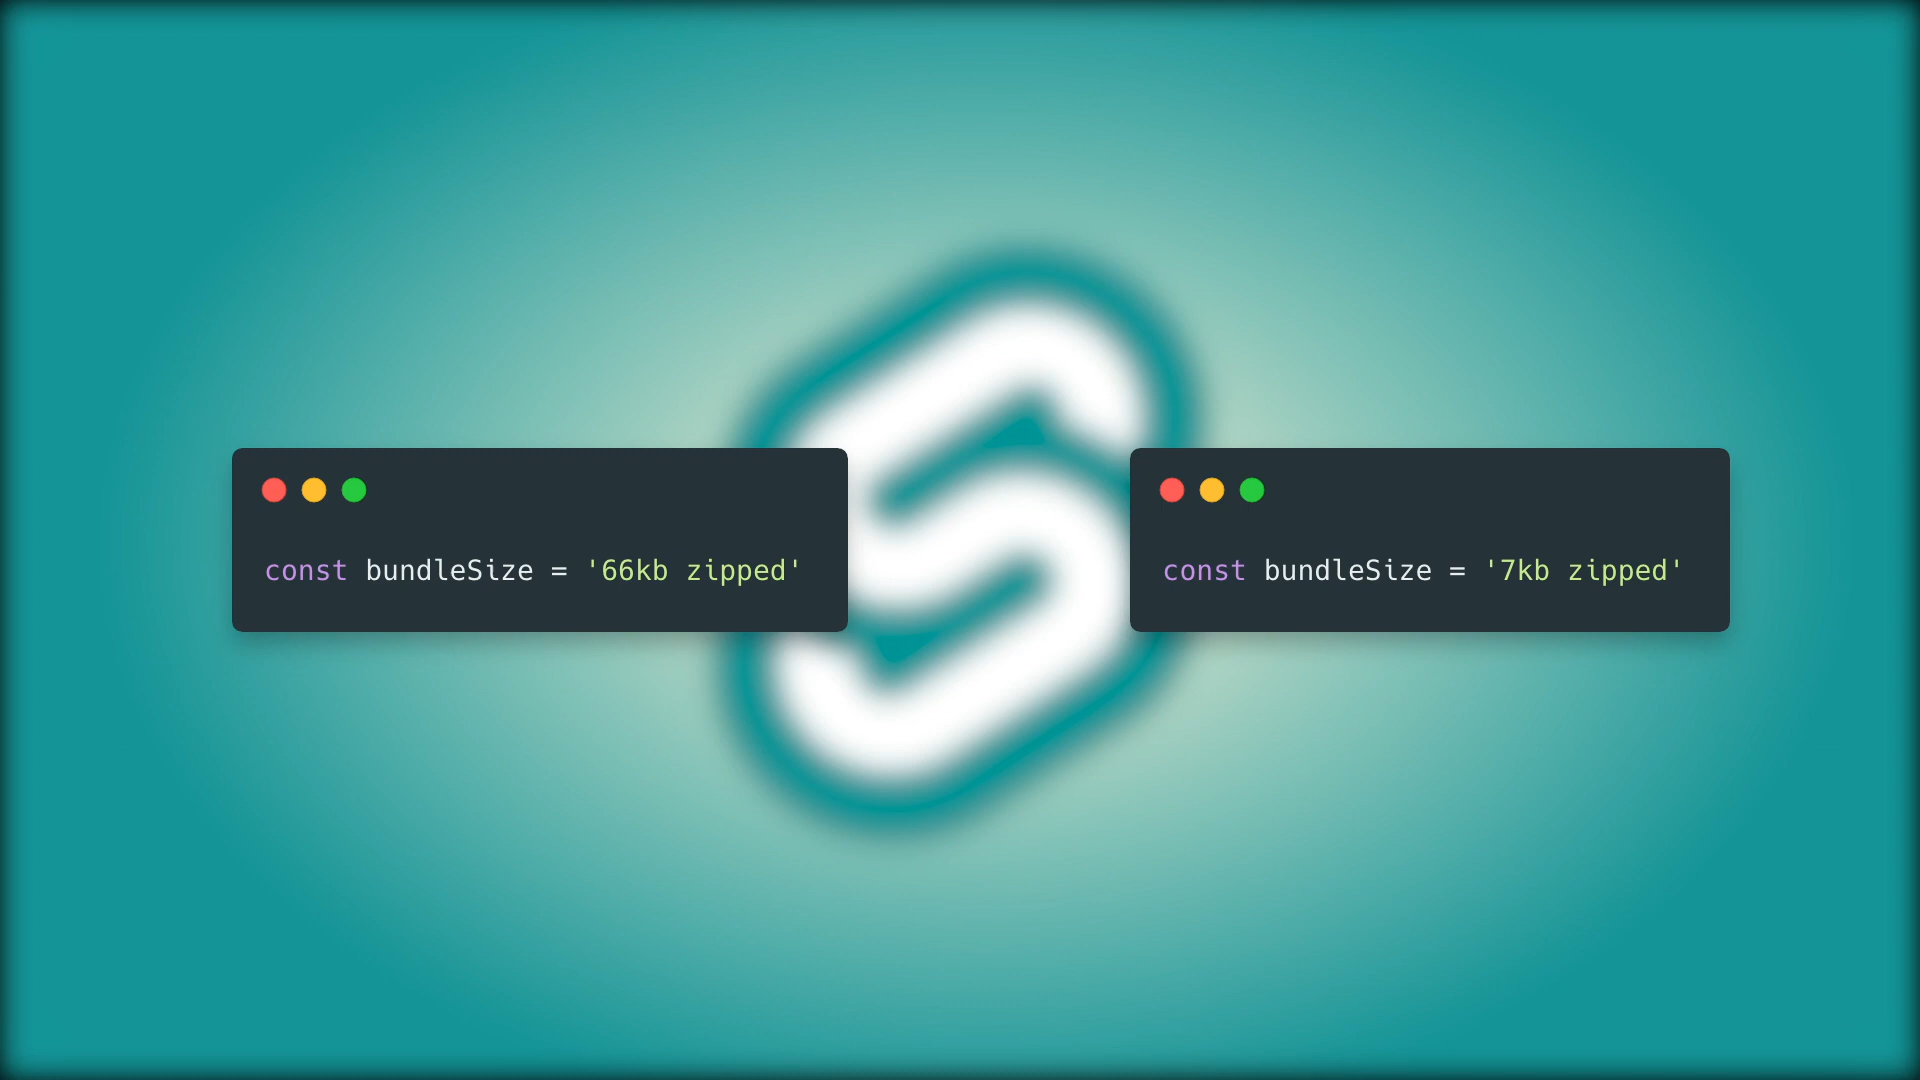 const bundleSize = '66kb zipped'
const bundleSize = '7kb zipped'